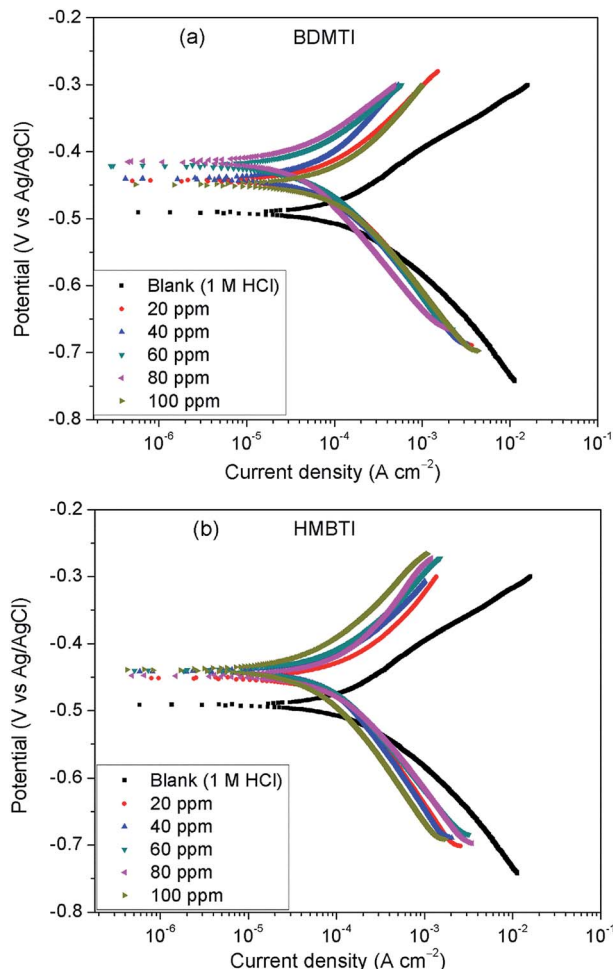 (a) BDMTI
-0.2
-0.3
-0.4
-0.5
-0.6
-0.7
-0.8
Potential (V vs Ag/AgCl)
Blank (1 M HCl)
20 ppm
40 ppm
60 ppm
80 ppm
100 ppm
10⁻⁶ 10⁻⁵ 10⁻⁴ 10⁻³ 10⁻² 10⁻¹
Current density (A cm⁻²)
(b) HMBTI
-0.2
-0.3
-0.4
-0.5
-0.6
-0.7
-0.8
Potential (V vs Ag/AgCl)
Blank (1 M HCl)
20 ppm
40 ppm
60 ppm
80 ppm
100 ppm
10⁻⁶ 10⁻⁵ 10⁻⁴ 10⁻³ 10⁻² 10⁻¹
Current density (A cm⁻²)